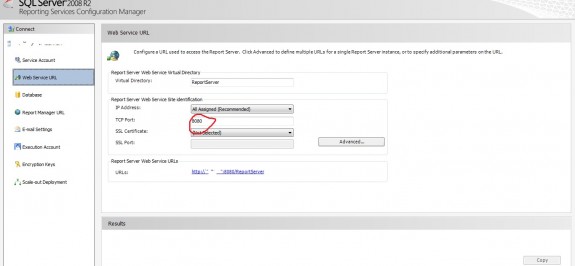 SQL Server 2008 R2
Reporting Services Configuration Manager
Connect
Service Account
Web Service URL
Database
Report Manager URL
E-mail Settings
Execution Account
Encryption Keys
Scale-out Deployment
Web Service URL
Configure a URL used to access the Report Server. Click Advanced to define multiple URLs for a single Report Server instance, or to specify additional parameters on the URL.
Report Server Web Service Virtual Directory
Virtual Directory: ReportServer
Report Server Web Service Site identification
IP Address: All Assigned (Recommended)
TCP Port: 8080
SSL Certificate: (Not Selected)
SSL Port:
Advanced...
Report Server Web Service URLs
URLs: http:// :8080/ReportServer
Results
Copy